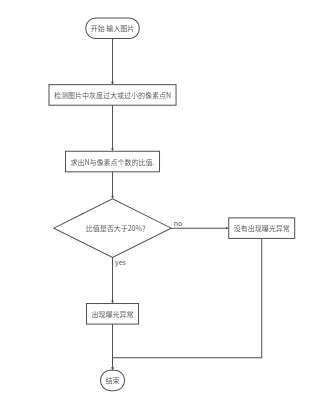 开始 输入图片
检测图片中灰度过大或过小的像素点N
求出N与像素点个数的比值.
比值是否大于20%?
no
没有出现曝光异常
yes
出现曝光异常
结束